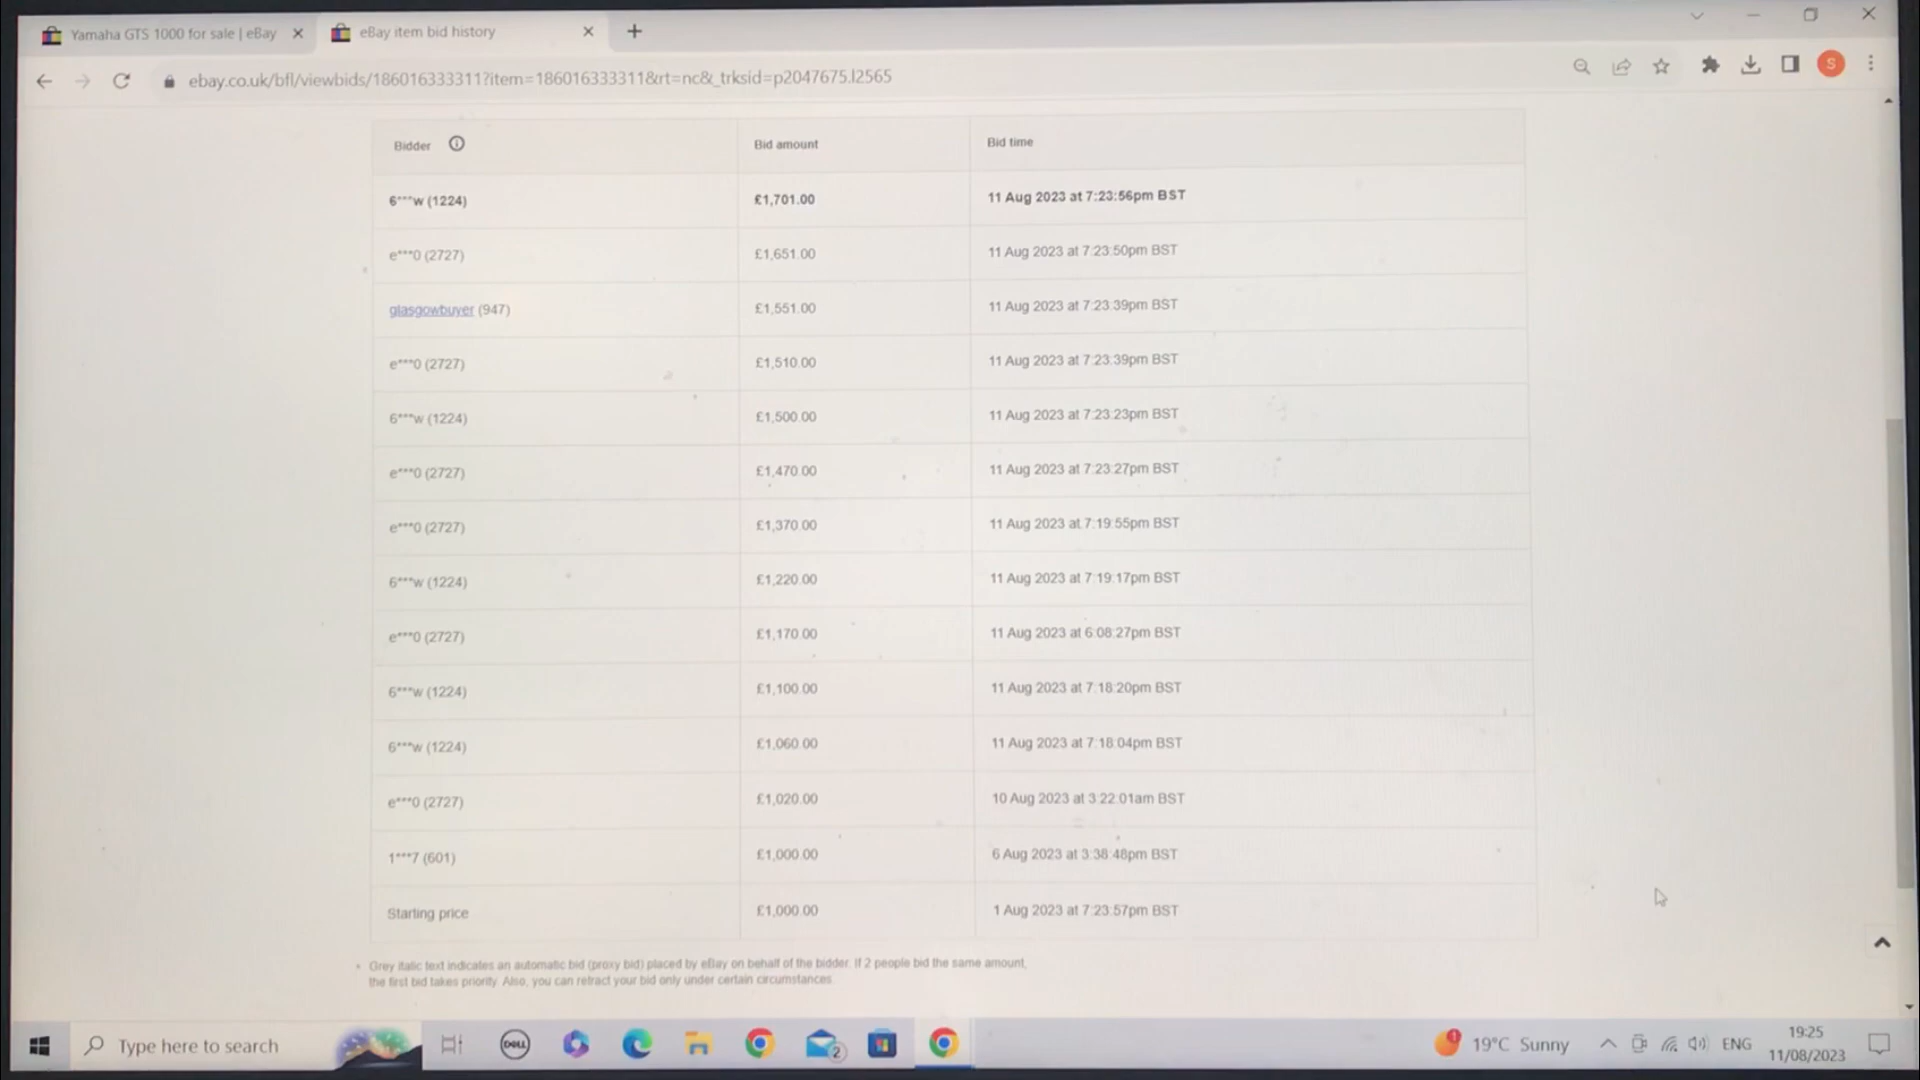 Yamaha GTS 1000 for sale | eBay
eBay item bid history
ebay.co.uk/bfl/viewbids/186016333311?item=186016333311&rt=nc&_trksid=p2047675.l2565
S
Bidder Bid amount Bid time
6***w (1224) £1,701.00 11 Aug 2023 at 7:23:56pm BST
e***0 (2727) £1,651.00 11 Aug 2023 at 7:23:50pm BST
glasgowbuyer (947) £1,551.00 11 Aug 2023 at 7:23:39pm BST
e***0 (2727) £1,510.00 11 Aug 2023 at 7:23:39pm BST
6***w (1224) £1,500.00 11 Aug 2023 at 7:23:23pm BST
e***0 (2727) £1,470.00 11 Aug 2023 at 7:23:27pm BST
e***0 (2727) £1,370.00 11 Aug 2023 at 7:19:55pm BST
6***w (1224) £1,220.00 11 Aug 2023 at 7:19:17pm BST
e***0 (2727) £1,170.00 11 Aug 2023 at 6:08:27pm BST
6***w (1224) £1,100.00 11 Aug 2023 at 7:18:20pm BST
6***w (1224) £1,060.00 11 Aug 2023 at 7:18:04pm BST
e***0 (2727) £1,020.00 10 Aug 2023 at 3:22:01am BST
1***7 (601) £1,000.00 6 Aug 2023 at 3:38:48pm BST
Starting price £1,000.00 1 Aug 2023 at 7:23:57pm BST
Grey italic text indicates an automatic bid (proxy bid) placed by eBay on behalf of the bidder. If 2 people bid the same amount,
the first bid takes priority. Also, you can retract your bid only under certain circumstances.
Type here to search
DELL
2
1
19°C Sunny
ENG
19:25
11/08/2023